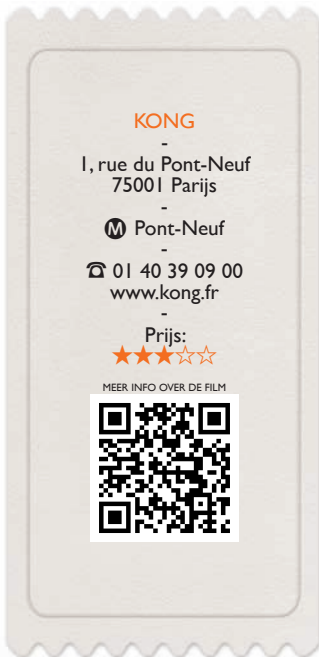 KONG
-
1, rue du Pont-Neuf
75001 Parijs
-
M Pont-Neuf
-
☎ 01 40 39 09 00
www.kong.fr
-
Prijs:
★★★☆☆
MEER INFO OVER DE FILM